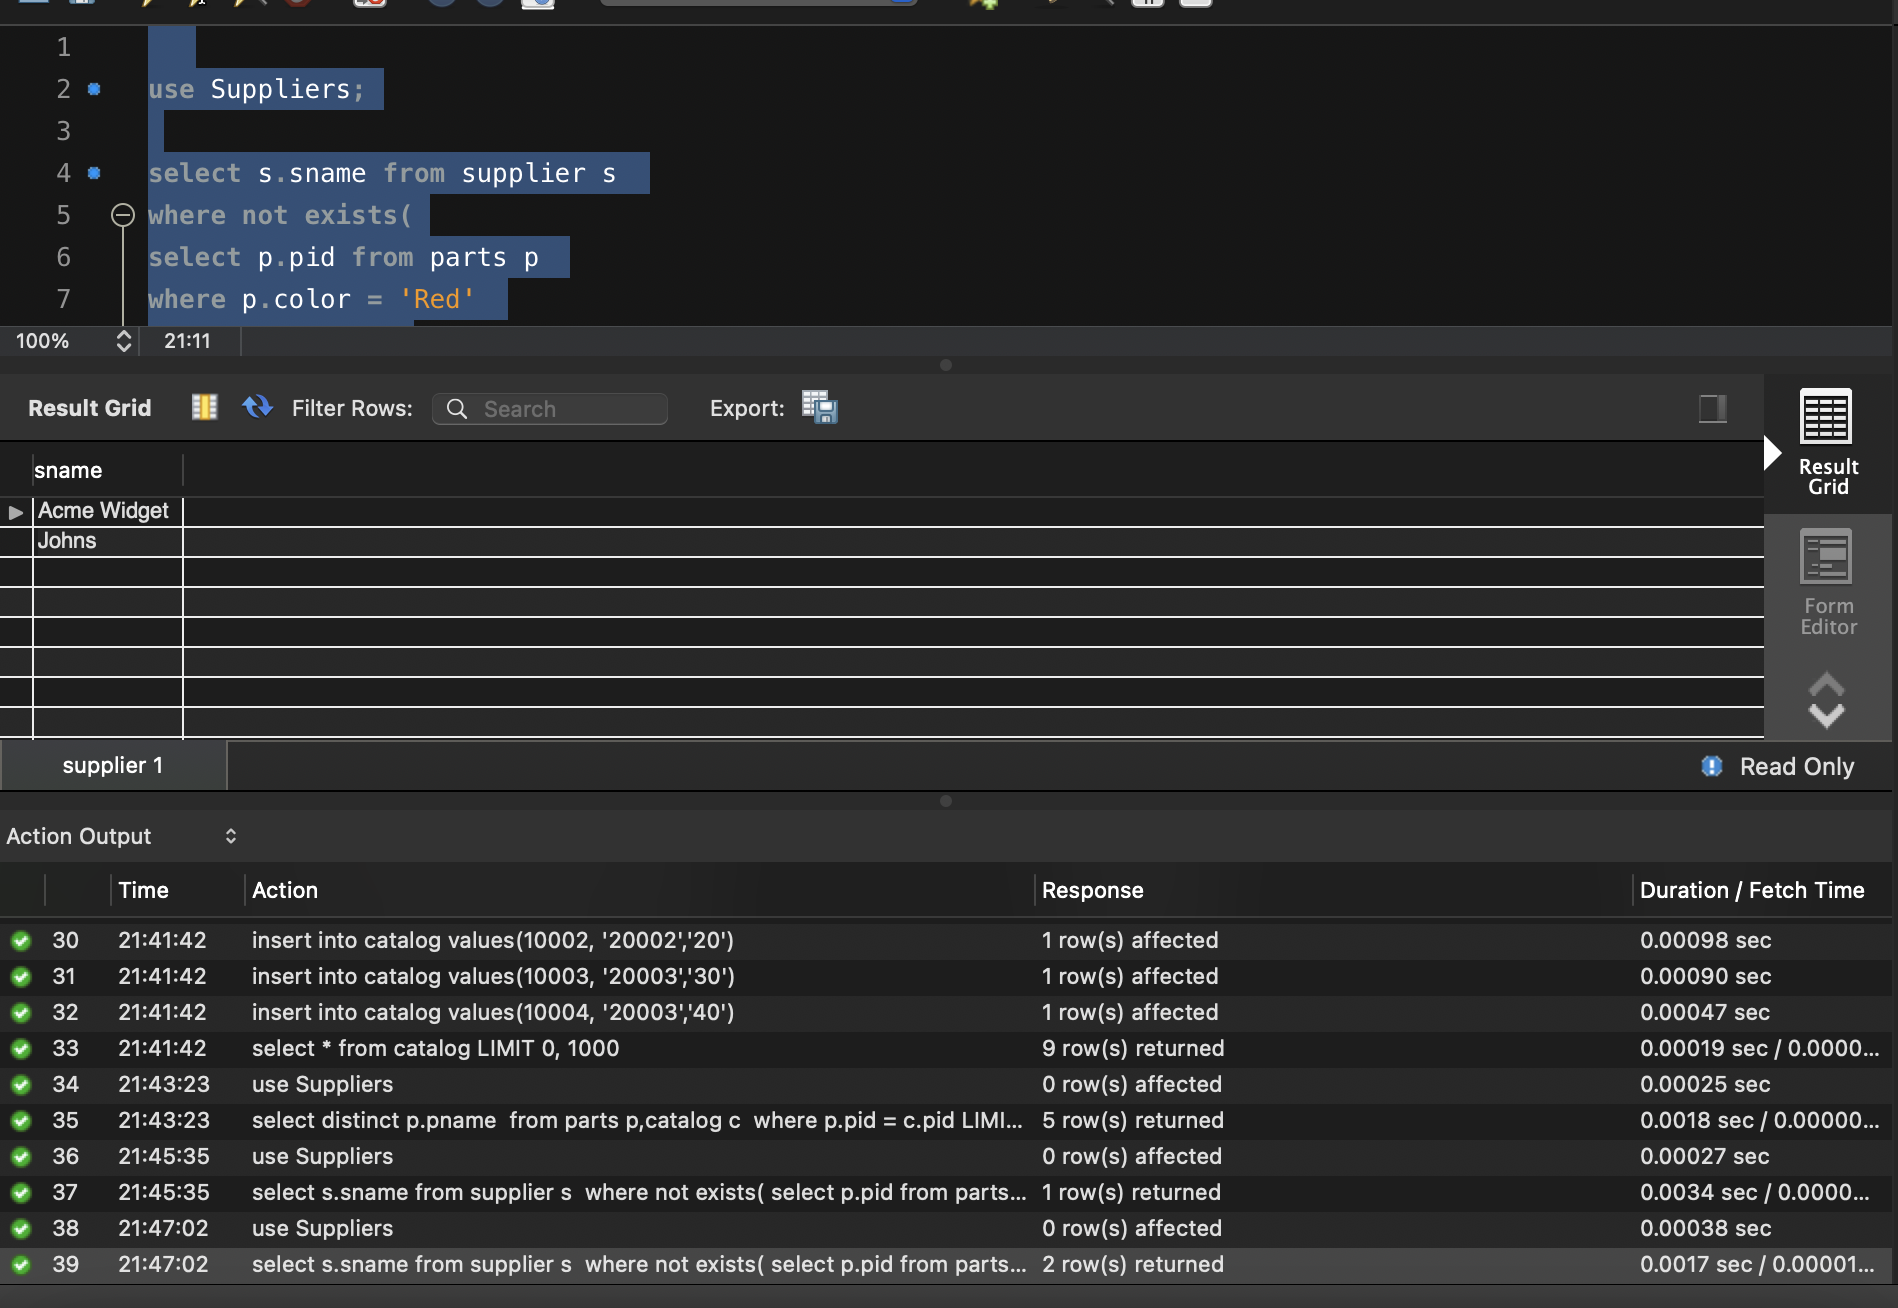 1
2 use Suppliers;
3
4 select s.sname from supplier s
5 where not exists(
6 select p.pid from parts p
7 where p.color = 'Red'
100% 21:11
Result Grid Filter Rows: Search Export:
Result Grid
Form Editor
sname
Acme Widget
Johns
supplier 1 Read Only
Action Output
Time Action Response Duration / Fetch Time
30 21:41:42 insert into catalog values(10002, '20002','20') 1 row(s) affected 0.00098 sec
31 21:41:42 insert into catalog values(10003, '20003','30') 1 row(s) affected 0.00090 sec
32 21:41:42 insert into catalog values(10004, '20003','40') 1 row(s) affected 0.00047 sec
33 21:41:42 select * from catalog LIMIT 0, 1000 9 row(s) returned 0.00019 sec / 0.0000...
34 21:43:23 use Suppliers 0 row(s) affected 0.00025 sec
35 21:43:23 select distinct p.pname  from parts p,catalog c  where p.pid = c.pid LIMI... 5 row(s) returned 0.0018 sec / 0.00000...
36 21:45:35 use Suppliers 0 row(s) affected 0.00027 sec
37 21:45:35 select s.sname from supplier s  where not exists( select p.pid from parts... 1 row(s) returned 0.0034 sec / 0.0000...
38 21:47:02 use Suppliers 0 row(s) affected 0.00038 sec
39 21:47:02 select s.sname from supplier s  where not exists( select p.pid from parts... 2 row(s) returned 0.0017 sec / 0.00001...